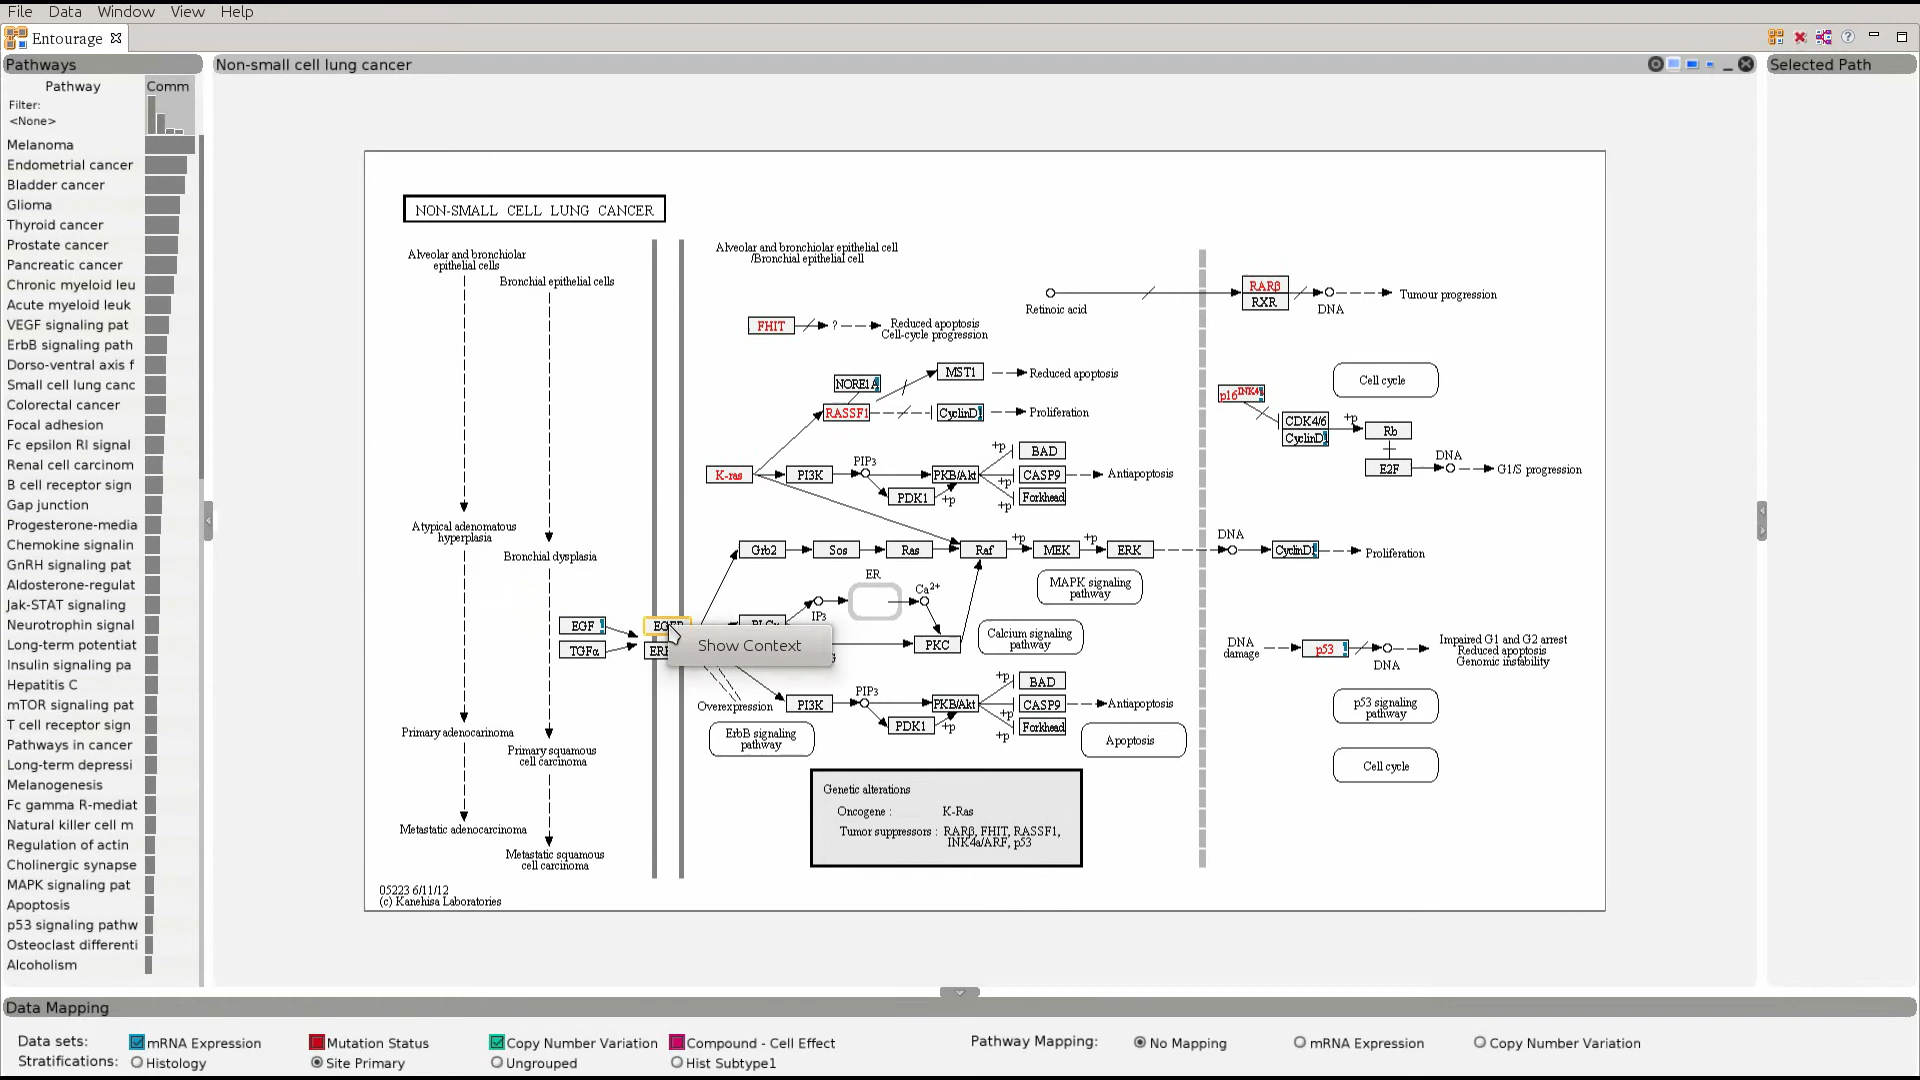 File Data Window View Help
Entourage
Pathways
Non-small cell lung cancer
Selected Path
Pathway Comm
Filter:
<None>
Melanoma
Endometrial cancer
Bladder cancer
Glioma
Thyroid cancer
Prostate cancer
Pancreatic cancer
Chronic myeloid leu
Acute myeloid leuk
VEGF signaling pat
ErbB signaling path
Dorso-ventral axis f
Small cell lung canc
Colorectal cancer
Focal adhesion
Fc epsilon RI signal
Renal cell carcinom
B cell receptor sign
Gap junction
Progesterone-media
Chemokine signalin
GnRH signaling pat
Aldosterone-regulat
Jak-STAT signaling
Neurotrophin signal
Long-term potentiat
Insulin signaling pa
Hepatitis C
mTOR signaling pat
T cell receptor sign
Pathways in cancer
Long-term depressi
Melanogenesis
Fc gamma R-mediat
Natural killer cell m
Regulation of actin
Cholinergic synapse
MAPK signaling pat
Apoptosis
p53 signaling pathw
Osteoclast differenti
Alcoholism
NON-SMALL CELL LUNG CANCER
Alveolar and bronchiolar
epithelial cells
Bronchial epithelial cells
Atypical adenomatous
hyperplasia
Bronchial dysplasia
Primary adenocarcinoma
Primary squamous
cell carcinoma
Metastatic adenocarcinoma
Metastatic squamous
cell carcinoma
05223 6/11/12
(c) Kanehisa Laboratories
Alveolar and bronchiolar epithelial cell
/Bronchial epithelial cell
Retinoic acid
RARβ
RXR
DNA
Tumour progression
FHIT
?
Reduced apoptosis
Cell-cycle progression
NORE1A
MST1
Reduced apoptosis
RASSF1
CyclinD1
Proliferation
Cell cycle
p16INK4
CDK4/6
CyclinD1
+p
Rb
E2F
DNA
G1/S progression
K-ras
PI3K
PIP3
PKB/Akt
PDK1
+p
+p
+p
+p
BAD
CASP9
Forkhead
Antiapoptosis
Grb2
Sos
Ras
Raf
+p
MEK
+p
ERK
DNA
CyclinD1
Proliferation
MAPK signaling
pathway
ER
IP3
Ca2+
EGF
TGFα
PKC
Calcium signaling
pathway
Show Context
DNA
damage
p53
DNA
Impaired G1 and G2 arrest
Reduced apoptosis
Genomic instability
p53 signaling
pathway
Cell cycle
Overexpression
PI3K
PIP3
PKB/Akt
PDK1
+p
+p
+p
+p
BAD
CASP9
Forkhead
Antiapoptosis
ErbB signaling
pathway
Apoptosis
Genetic alterations
Oncogene : K-Ras
Tumor suppressors : RARβ, FHIT, RASSF1,
INK4a/ARF, p53
Data Mapping
Data sets: mRNA Expression Mutation Status Copy Number Variation Compound - Cell Effect
Pathway Mapping: No Mapping mRNA Expression Copy Number Variation
Stratifications: Histology Site Primary Ungrouped Hist Subtype1